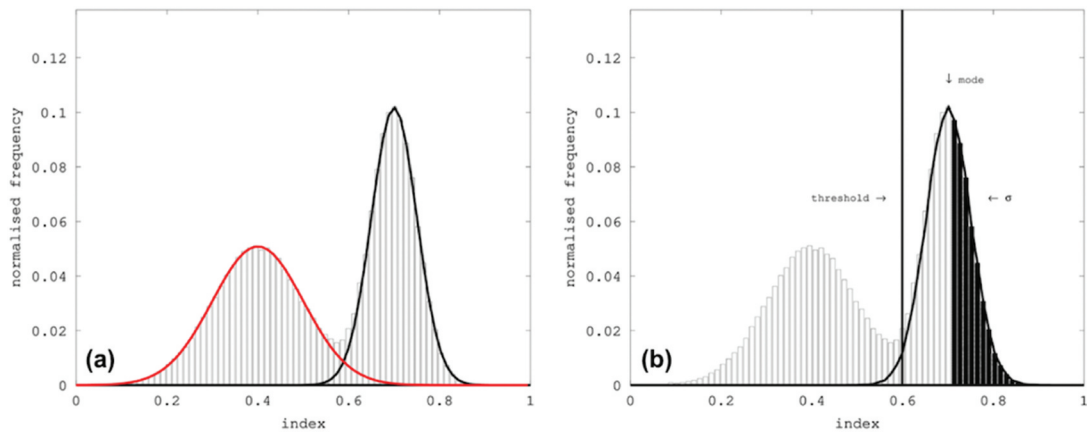 0.12
0.1
0.08
0.06
0.04
0.02
0
normalised frequency
(a)
0 0.2 0.4 0.6 0.8 1
index
0.12
0.1
0.08
0.06
0.04
0.02
0
normalised frequency
↓ mode
threshold →
← σ
(b)
0 0.2 0.4 0.6 0.8 1
index